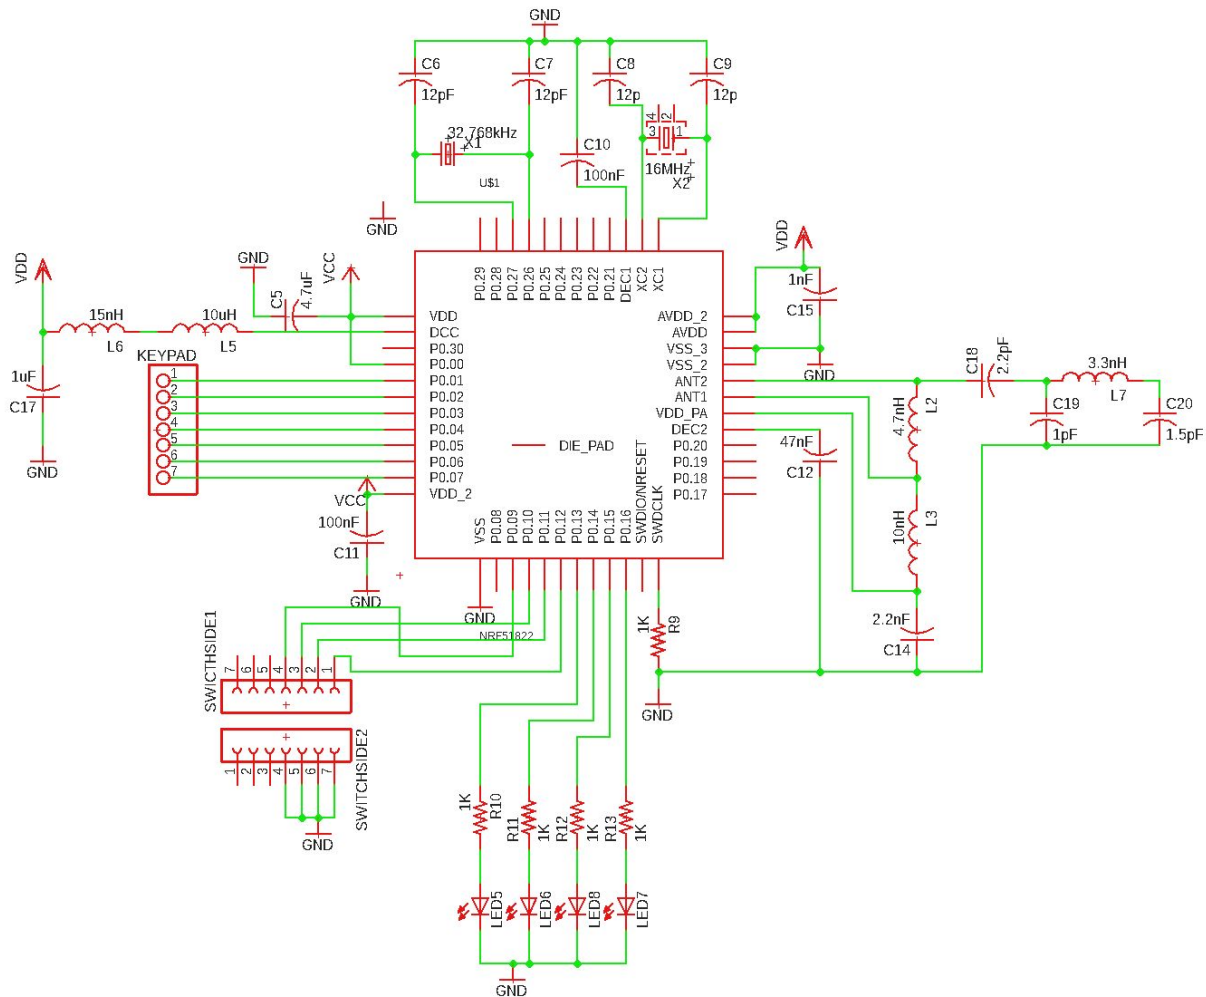 GND
C6
C7
C8
C9
12pF
12pF
12p
12p
32,768kHz
X1
4
2
3
1
16MHz
X2
C10
100nF
U$1
GND
P0.29
P0.28
P0.27
P0.26
P0.25
P0.24
P0.23
P0.22
P0.21
DEC1
XC2
XC1
VDD
GND
VCC
VDD
C5
4.7uF
1nF
C15
15nH
L6
10uH
L5
VDD
DCC
P0.30
P0.00
P0.01
P0.02
P0.03
P0.04
P0.05
P0.06
P0.07
VDD_2
AVDD_2
AVDD
VSS_3
VSS_2
ANT2
ANT1
VDD_PA
DEC2
P0.20
P0.19
P0.18
P0.17
DIE_PAD
KEYPAD
1
2
3
4
5
6
7
1uF
C17
GND
GND
C18
2.2pF
3.3nH
L7
C19
1pF
C20
1.5pF
4.7nH
L2
47nF
C12
10nH
L3
2.2nF
C14
VCC
100nF
C11
GND
VSS
P0.08
P0.09
P0.10
P0.11
P0.12
P0.13
P0.14
P0.15
P0.16
SWDIO/NRESET
SWDCLK
GND
NRF51822
1K
R9
GND
SWICTHSIDE1
7
6
5
4
3
2
1
SWITCHSIDE2
1
2
3
4
5
6
7
GND
1K
R10
R11
1K
R12
1K
R13
1K
LED5
LED6
LED8
LED7
GND